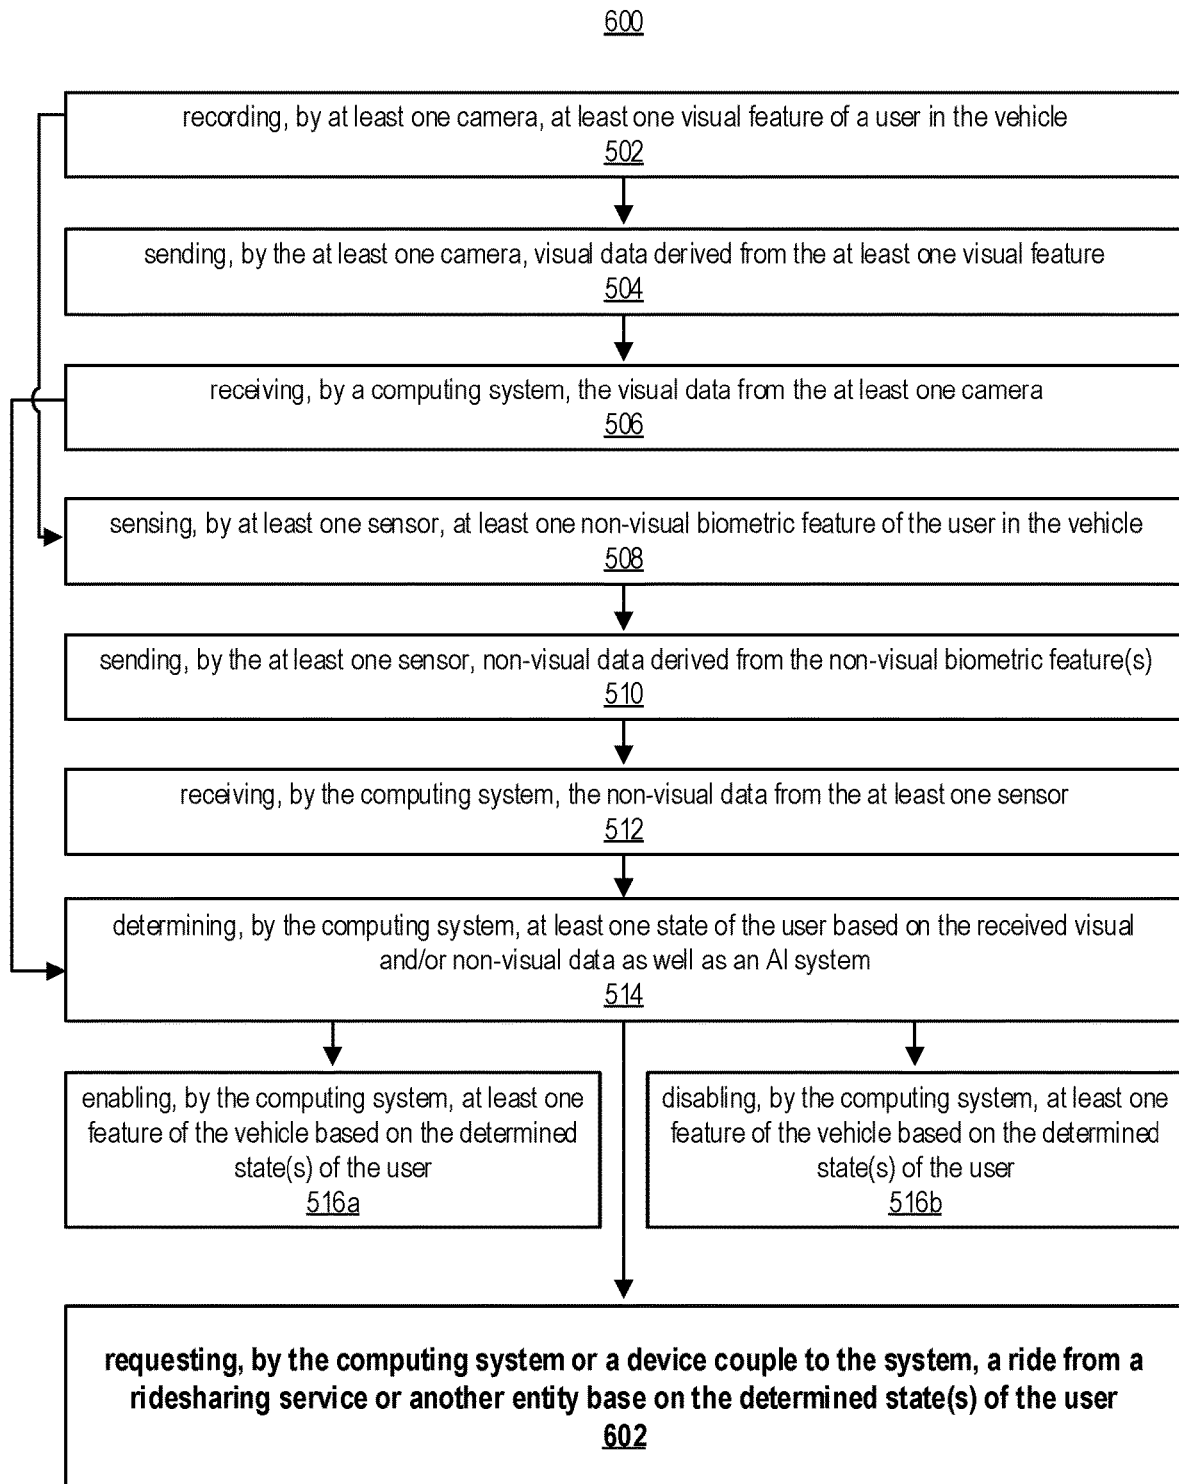 600
recording, by at least one camera, at least one visual feature of a user in the vehicle
502
sending, by the at least one camera, visual data derived from the at least one visual feature
504
receiving, by a computing system, the visual data from the at least one camera
506
sensing, by at least one sensor, at least one non-visual biometric feature of the user in the vehicle
508
sending, by the at least one sensor, non-visual data derived from the non-visual biometric feature(s)
510
receiving, by the computing system, the non-visual data from the at least one sensor
512
determining, by the computing system, at least one state of the user based on the received visual
and/or non-visual data as well as an AI system
514
enabling, by the computing system, at least one
feature of the vehicle based on the determined
state(s) of the user
516a
disabling, by the computing system, at least one
feature of the vehicle based on the determined
state(s) of the user
516b
requesting, by the computing system or a device couple to the system, a ride from a
ridesharing service or another entity base on the determined state(s) of the user
602